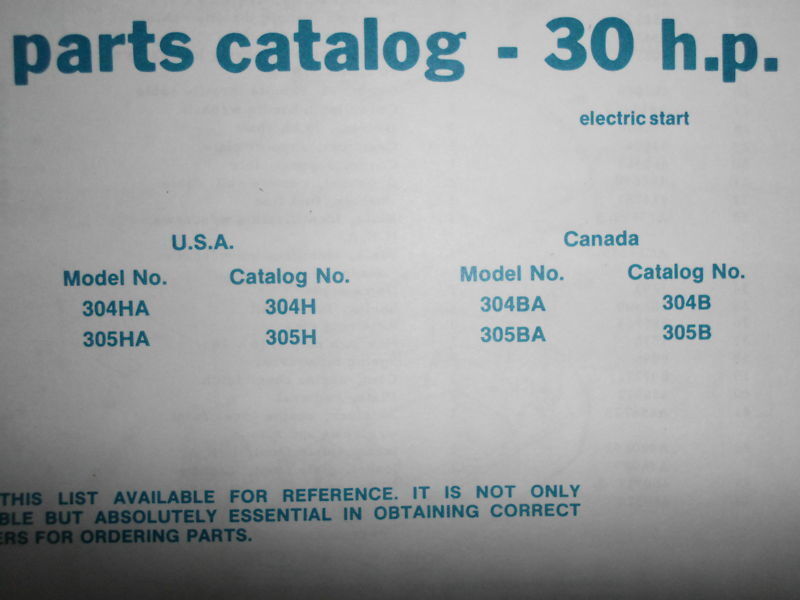 parts catalog - 30 h.p.
electric start
U.S.A. Canada
Model No. Catalog No. Model No. Catalog No.
304HA 304H 304BA 304B
305HA 305H 305BA 305B
THIS LIST AVAILABLE FOR REFERENCE. IT IS NOT ONLY
BLE BUT ABSOLUTELY ESSENTIAL IN OBTAINING CORRECT
ERS FOR ORDERING PARTS.